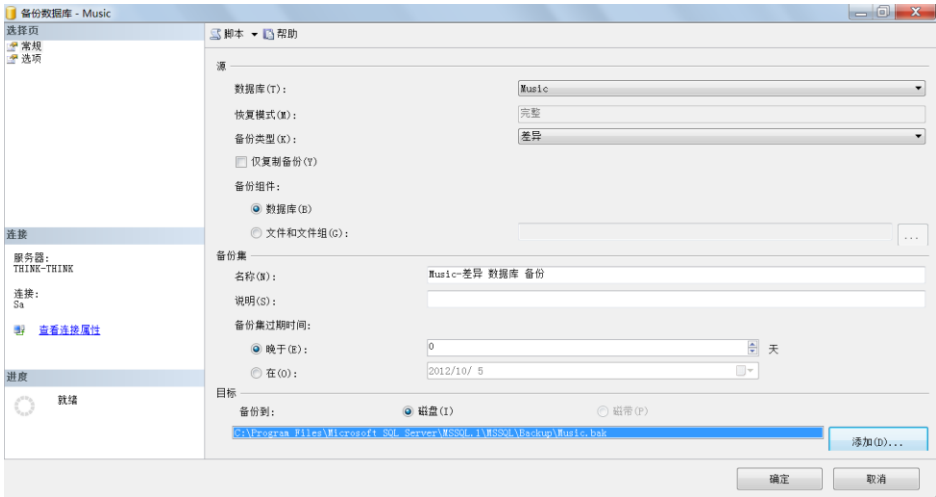 备份数据库 - Music
选择页
常规
选项
脚本 帮助
源
数据库(T): Music
恢复模式(M): 完整
备份类型(K): 差异
仅复制备份(Y)
备份组件:
数据库(B)
文件和文件组(G): ...
备份集
名称(N): Music-差异 数据库 备份
说明(S):
备份集过期时间:
晚于(E): 0 天
在(O): 2012/10/ 5
目标
备份到: 磁盘(I) 磁带(P)
C:\Program Files\Microsoft SQL Server\MSSQL.1\MSSQL\Backup\Music.bak
添加(D)...
连接
服务器:
THINK-THINK
连接:
Sa
查看连接属性
进度
就绪
确定 取消